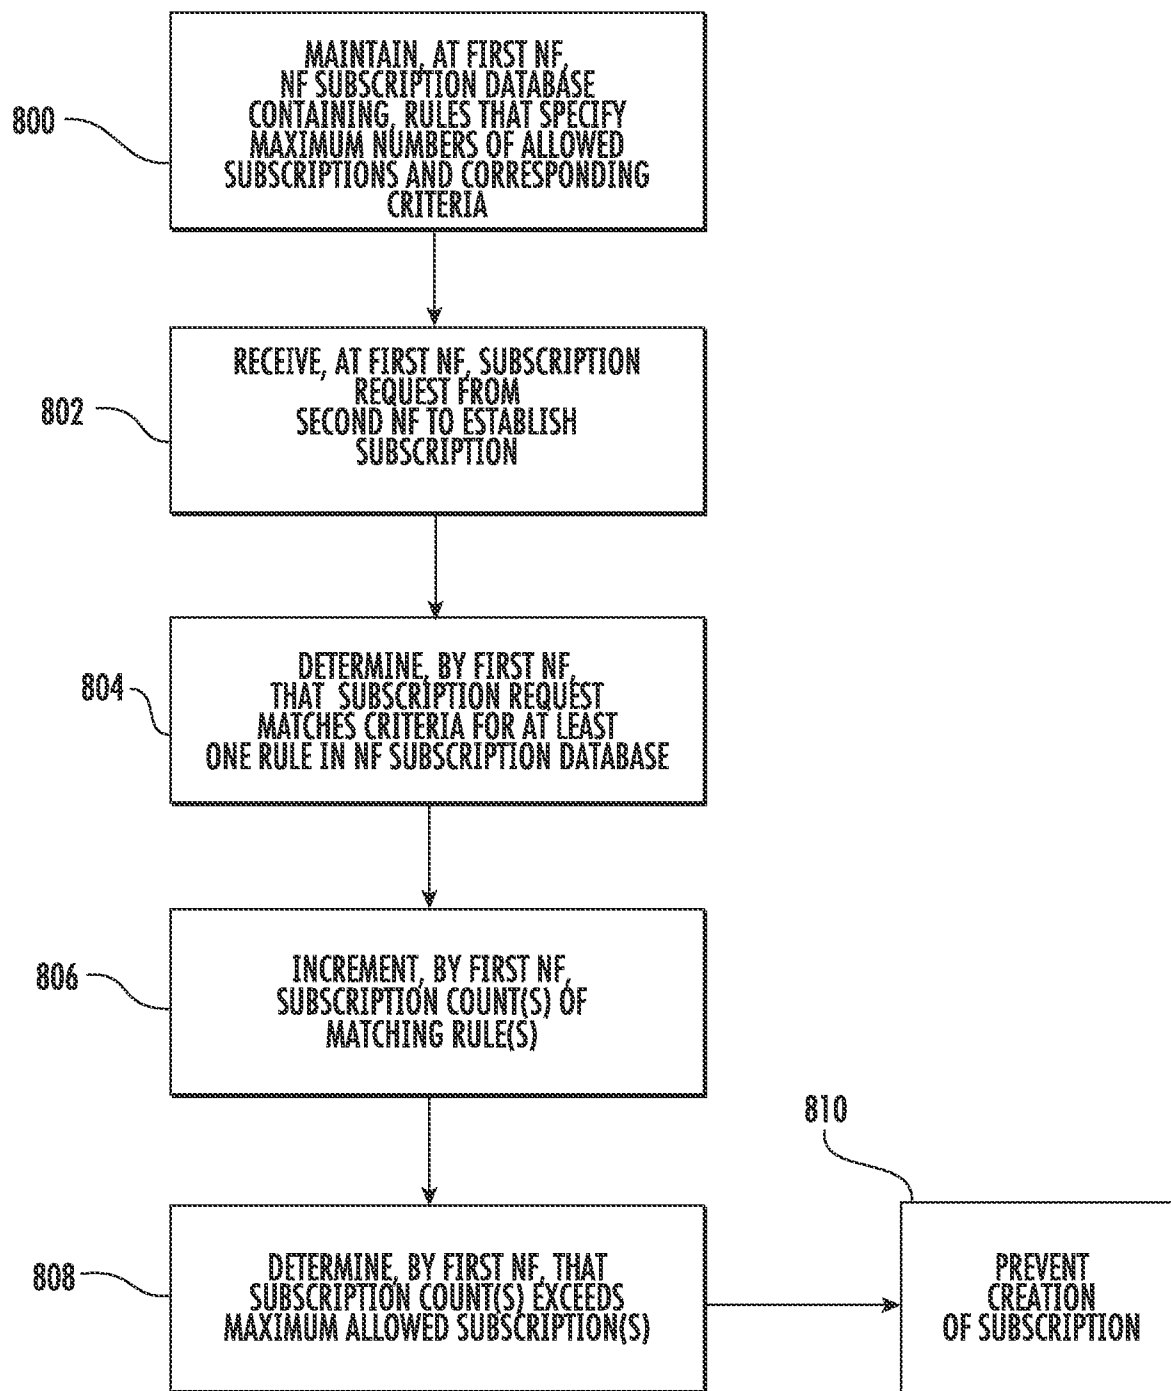 MAINTAIN, AT FIRST NF,
NF SUBSCRIPTION DATABASE
CONTAINING, RULES THAT SPECIFY
MAXIMUM NUMBERS OF ALLOWED
SUBSCRIPTIONS AND CORRESPONDING
CRITERIA
800
RECEIVE, AT FIRST NF, SUBSCRIPTION
REQUEST FROM
SECOND NF TO ESTABLISH
SUBSCRIPTION
802
DETERMINE, BY FIRST NF,
THAT SUBSCRIPTION REQUEST
MATCHES CRITERIA FOR AT LEAST
ONE RULE IN NF SUBSCRIPTION DATABASE
804
INCREMENT, BY FIRST NF,
SUBSCRIPTION COUNT(S) OF
MATCHING RULE(S)
806
DETERMINE, BY FIRST NF, THAT
SUBSCRIPTION COUNT(S) EXCEEDS
MAXIMUM ALLOWED SUBSCRIPTION(S)
808
810
PREVENT
CREATION
OF SUBSCRIPTION